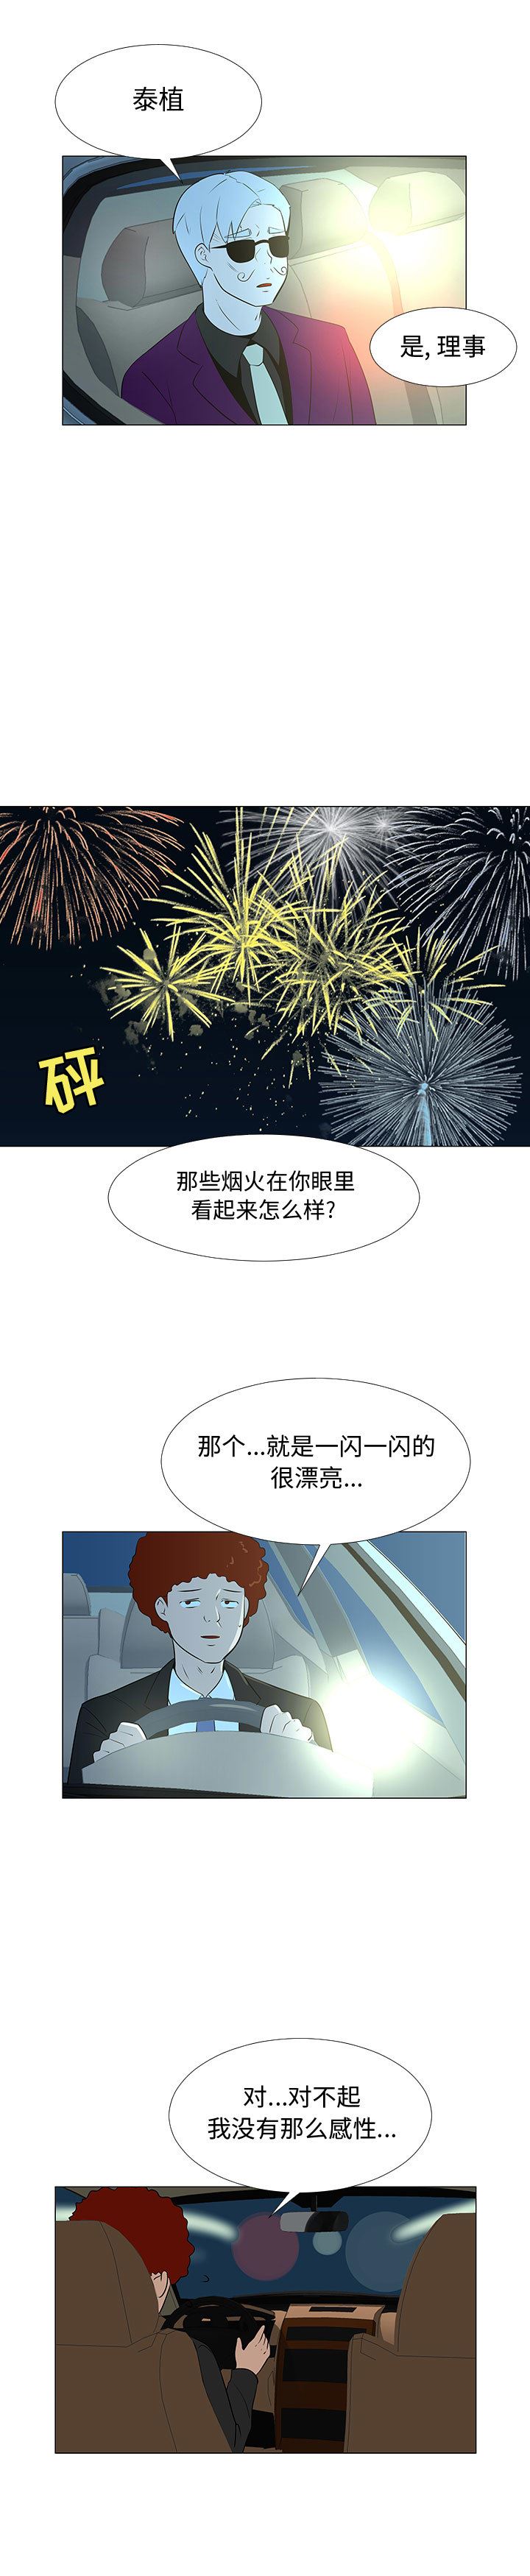 泰植
是, 理事
砰
那些烟火在你眼里
看起来怎么样?
那个...就是一闪一闪的
很漂亮...
对...对不起
我没有那么感性...